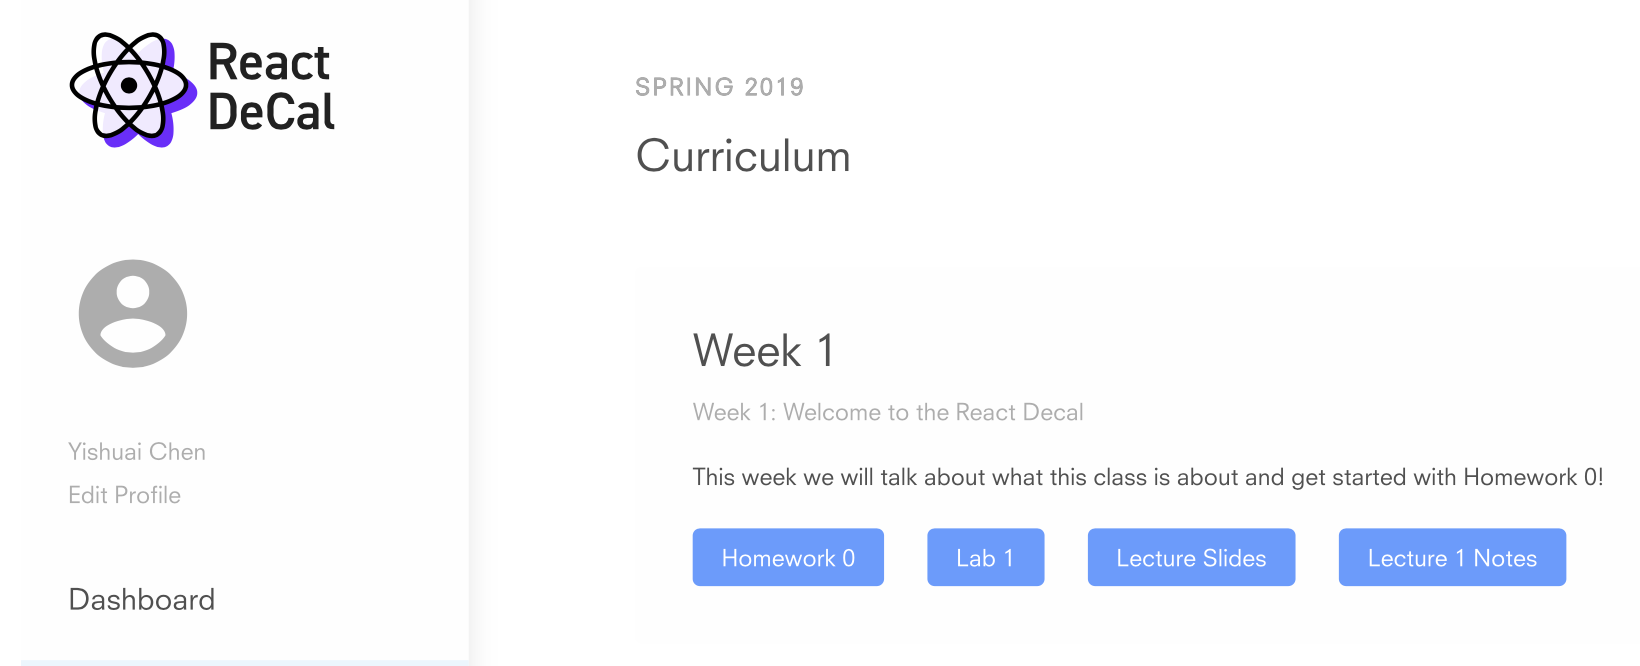 React
DeCal
Yishuai Chen
Edit Profile
Dashboard
SPRING 2019
Curriculum
Week 1
Week 1: Welcome to the React Decal
This week we will talk about what this class is about and get started with Homework 0!
Homework 0
Lab 1
Lecture Slides
Lecture 1 Notes